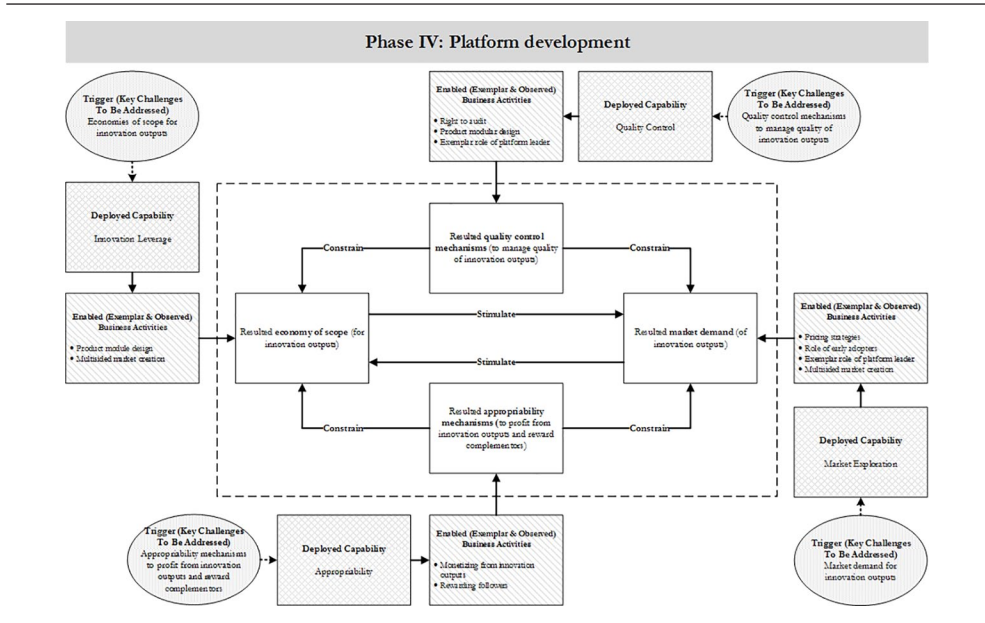 Phase IV: Platform development
Trigger (Key Challenges
To Be Addressed)
Economies of scope for
innovation outputs
Deployed Capability
Innovation Leverage
Enabled (Exemplar & Observed)
Business Activities
• Product module design
• Multisided market creation
Enabled (Exemplar & Observed)
Business Activities
• Right to audit
• Product modular design
• Exemplar role of platform leader
Deployed Capability
Quality Control
Trigger (Key Challenges
To Be Addressed)
Quality control mechanisms
to manage quality of
innovation outputs
Resulted quality control
mechanisms (to manage quality
of innovation outputs)
Constrain
Constrain
Resulted economy of scope (for
innovation outputs)
Stimulate
Stimulate
Resulted market demand (of
innovation outputs)
Resulted appropriability
mechanisms (to profit from
innovation outputs and reward
complementors)
Constrain
Constrain
Enabled (Exemplar & Observed)
Business Activities
• Pricing strategies
• Role of early adopters
• Exemplar role of platform leader
• Multisided market creation
Deployed Capability
Market Exploration
Trigger (Key Challenges
To Be Addressed)
Market demand for
innovation outputs
Trigger (Key Challenges
To Be Addressed)
Appropriability mechanisms
to profit from innovation
outputs and reward
complementors
Deployed Capability
Appropriability
Enabled (Exemplar & Observed)
Business Activities
• Monetizing from innovation
outputs
• Rewarding followers